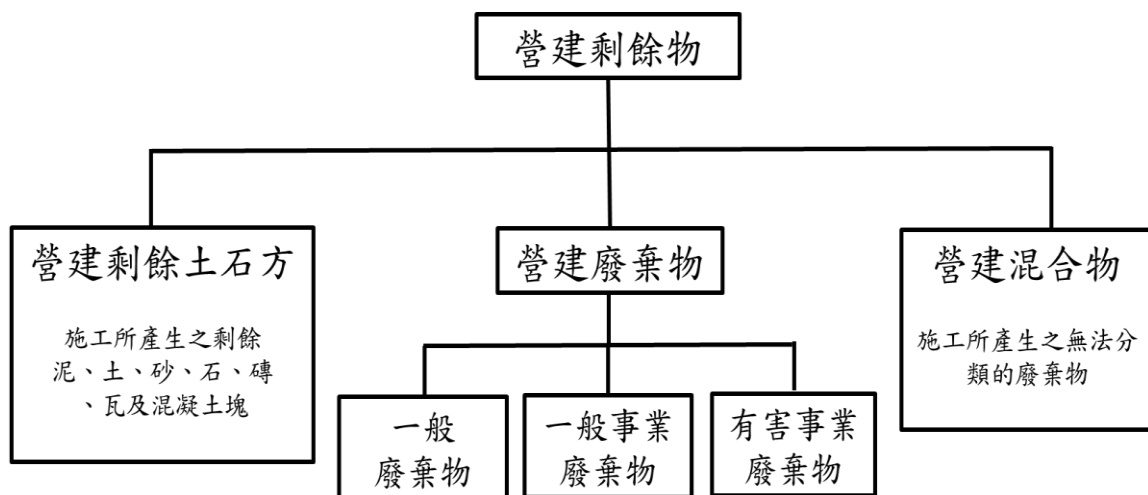 營建剩餘物
營建剩餘土石方
施工所產生之剩餘
泥、土、砂、石、磚
、瓦及混凝土塊
營建廢棄物
一般
廢棄物
一般事業
廢棄物
有害事業
廢棄物
營建混合物
施工所產生之無法分
類的廢棄物